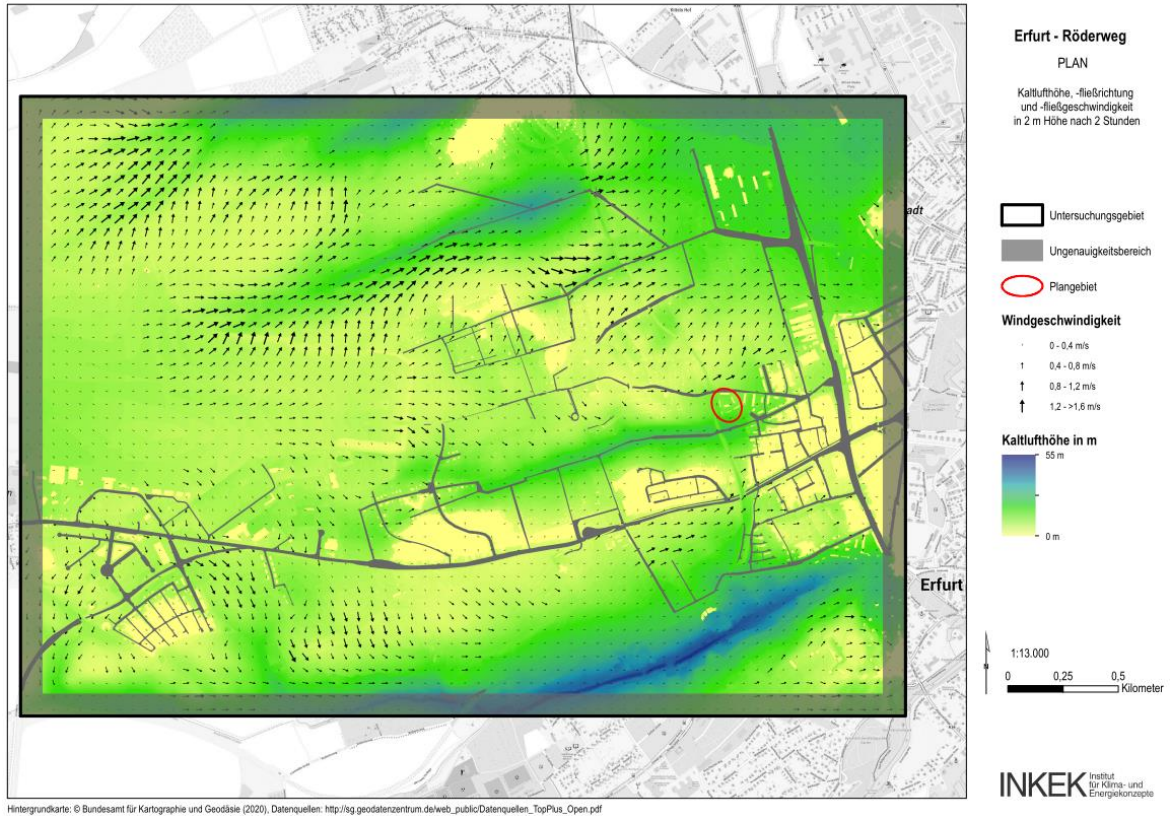 Erfurt - Röderweg
PLAN
Kaltlufthöhe, -fließrichtung
und -fließgeschwindigkeit
in 2 m Höhe nach 2 Stunden
Untersuchungsgebiet
Ungenauigkeitsbereich
Plangebiet
Windgeschwindigkeit
0 - 0,4 m/s
0,4 - 0,8 m/s
0,8 - 1,2 m/s
1,2 - >1,6 m/s
Kaltlufthöhe in m
55 m
0 m
adt
Erfurt
N
1:13.000
0 0,25 0,5
Kilometer
INKEK Institut
für Klima- und
Energiekonzepte
Hintergrundkarte: © Bundesamt für Kartographie und Geodäsie (2020), Datenquellen: http://sg.geodatenzentrum.de/web_public/Datenquellen_TopPlus_Open.pdf